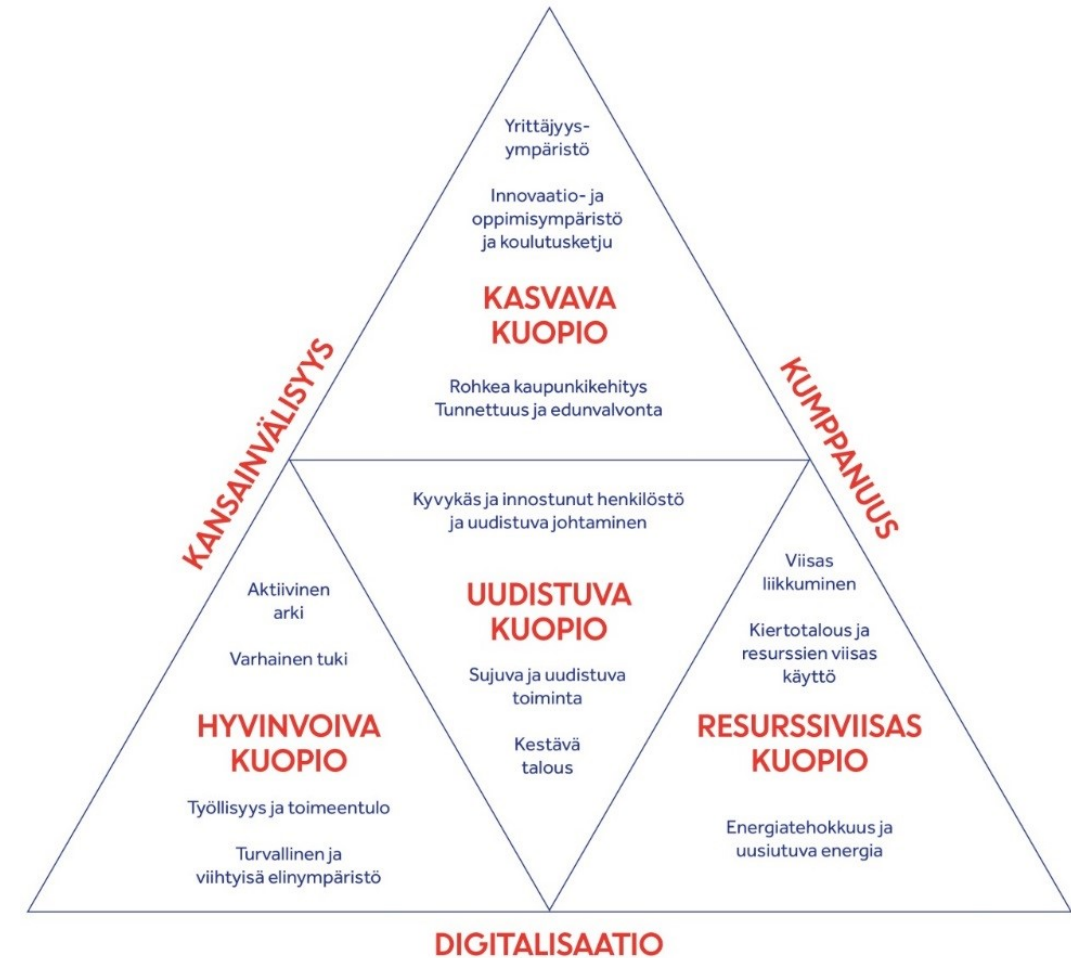 Yrittäjyys-
ympäristö
Innovaatio- ja
oppimisympäristö
ja koulutusketju
KASVAVA
KUOPIO
Rohkea kaupunkikehitys
Tunnettuus ja edunvalvonta
KANSAINVÄLISYYS
KUMPPANUUS
Kyvykäs ja innostunut henkilöstö
ja uudistuva johtaminen
UUDISTUVA
KUOPIO
Sujuva ja uudistuva
toiminta
Kestävä
talous
Aktiivinen
arki
Varhainen tuki
HYVINVOIVA
KUOPIO
Työllisyys ja toimeentulo
Turvallinen ja
viihtyisä elinympäristö
Viisas
liikkuminen
Kiertotalous ja
resurssien viisas
käyttö
RESURSSIVIISAS
KUOPIO
Energiatehokkuus ja
uusiutuva energia
DIGITALISAATIO